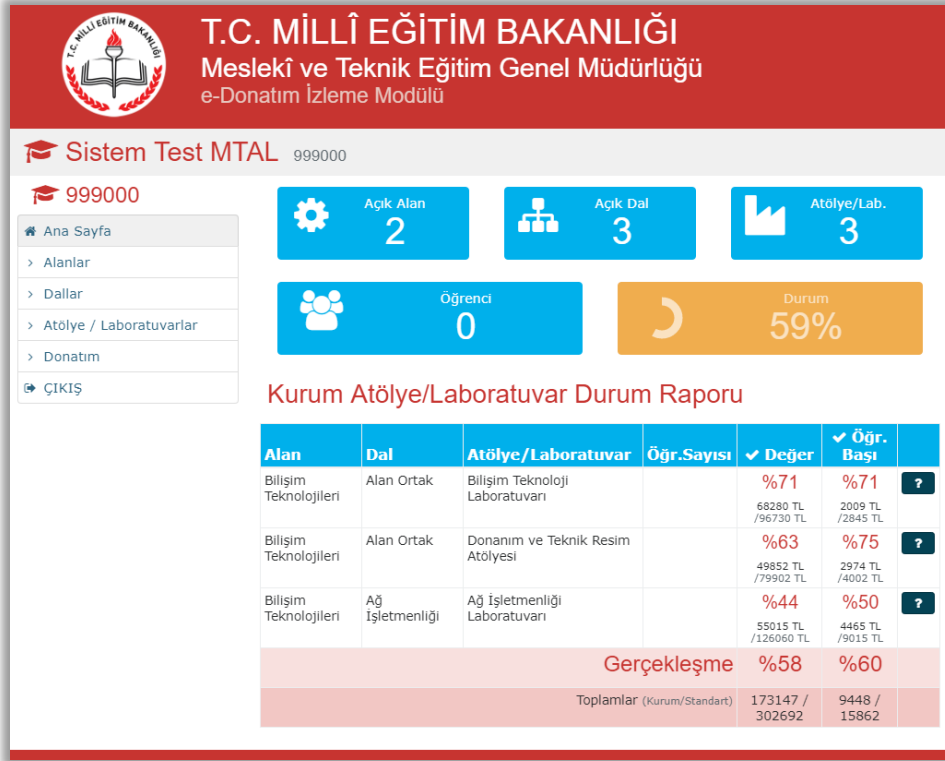 T.C. MİLLÎ EĞİTİM BAKANLIĞI
T.C. MİLLÎ EĞİTİM BAKANLIĞI
Meslekî ve Teknik Eğitim Genel Müdürlüğü
e-Donatım İzleme Modülü
Sistem Test MTAL 999000
999000
Ana Sayfa
Alanlar
Dallar
Atölye / Laboratuvarlar
Donatım
ÇIKIŞ
Açık Alan
2
Açık Dal
3
Atölye/Lab.
3
Öğrenci
0
Durum
59%
Kurum Atölye/Laboratuvar Durum Raporu
Alan Dal Atölye/Laboratuvar Öğr.Sayısı ✔ Değer ✔ Öğr. Başı
Bilişim Teknolojileri Alan Ortak Bilişim Teknoloji Laboratuvarı %71 %71 ?
68280 TL /96730 TL 2009 TL /2845 TL
Bilişim Teknolojileri Alan Ortak Donanım ve Teknik Resim Atölyesi %63 %75 ?
49852 TL /79902 TL 2974 TL /4002 TL
Bilişim Teknolojileri Ağ İşletmenliği Ağ İşletmenliği Laboratuvarı %44 %50 ?
55015 TL /126060 TL 4465 TL /9015 TL
Gerçekleşme %58 %60
Toplamlar (Kurum/Standart) 173147 / 302692 9448 / 15862